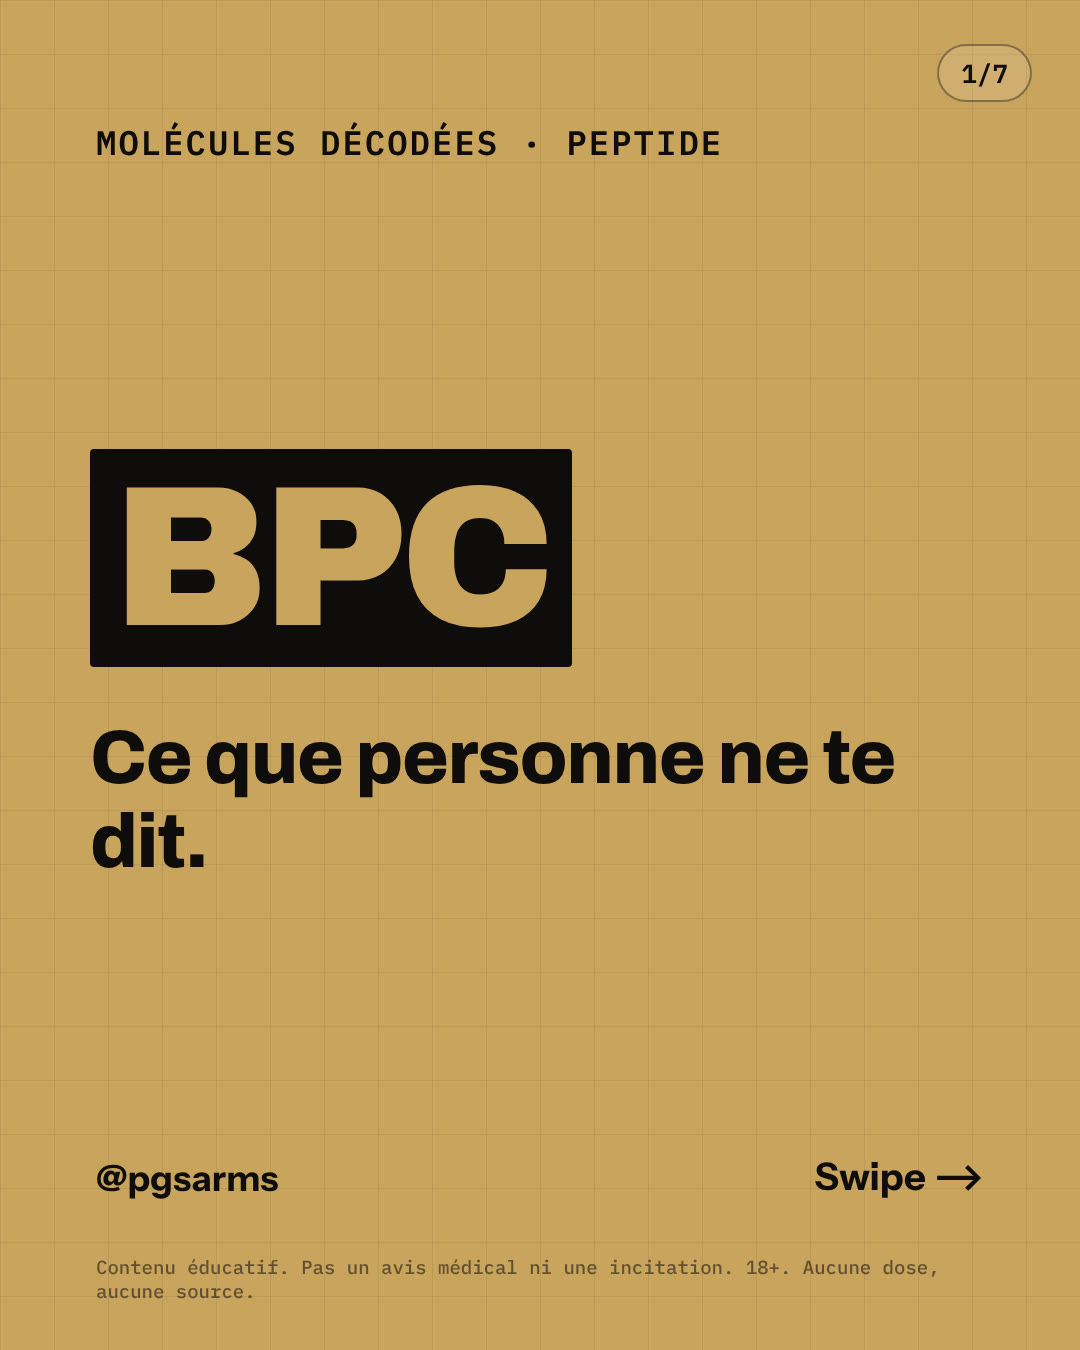 1/7
MOLÉCULES DÉCODÉES · PEPTIDE
BPC
Ce que personne ne te
dit.
@pgsarms
Swipe →
Contenu éducatif. Pas un avis médical ni une incitation. 18+. Aucune dose,
aucune source.